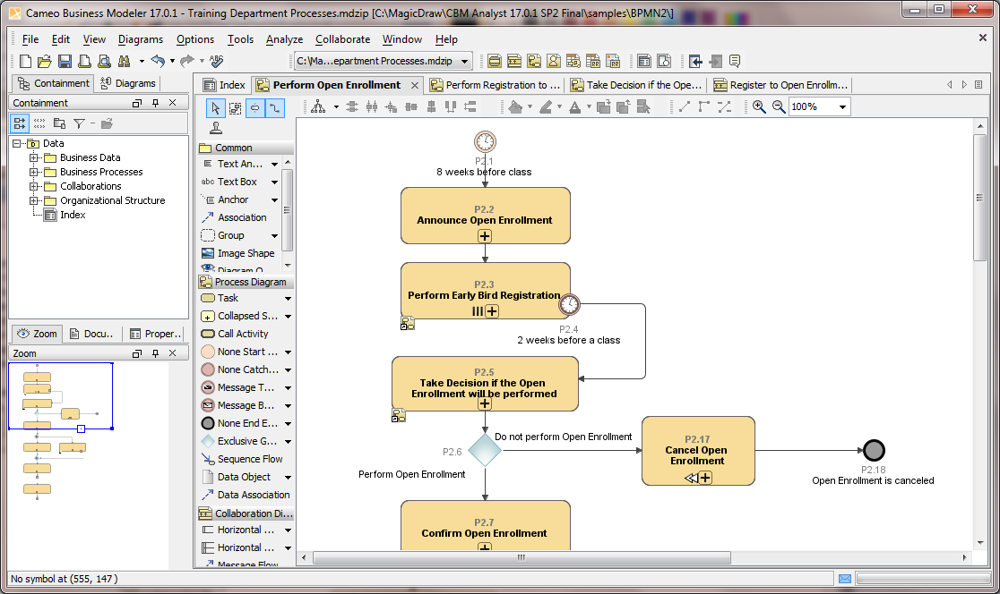 Cameo Business Modeler 17.0.1 - Training Department Processes.mdzip [C:\MagicDraw\CBM Analyst 17.0.1 SP2 Final\samples\BPMN2\]
File Edit View Diagrams Options Tools Analyze Collaborate Window Help
C:\Ma...epartment Processes.mdzip
Containment Diagrams
Containment
Data
Business Data
Business Processes
Collaborations
Organizational Structure
Index
Zoom Docu... Proper...
Zoom
Index Perform Open Enrollment Perform Registration to ... Take Decision if the Ope... Register to Open Enrollm...
100%
Common
Text An...
abc Text Box
Anchor
Association
Group
Image Shape
Diagram O
Process Diagram
Task
Collapsed S...
Call Activity
None Start ...
None Catch...
Message T...
Message B...
None End E...
Exclusive G...
Sequence Flow
Data Object
Data Association
Collaboration Di...
Horizontal ...
Horizontal ...
Message Flow
P2.1
8 weeks before class
P2.2
Announce Open Enrollment
P2.3
Perform Early Bird Registration
P2.4
2 weeks before a class
P2.5
Take Decision if the Open
Enrollment will be performed
Do not perform Open Enrollment
P2.6
Perform Open Enrollment
P2.17
Cancel Open
Enrollment
P2.18
Open Enrollment is canceled
P2.7
Confirm Open Enrollment
No symbol at (555, 147 )